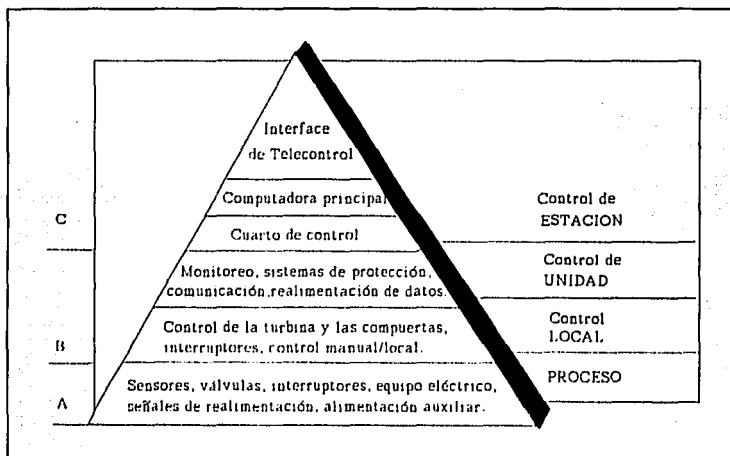 Interface
de Telecontrol
Computadora principal
Cuarto de control
Monitoreo, sistemas de protección,
comunicación,realimentación de datos.
Control de la turbina y las compuertas,
interruptores, control manual/local.
Sensores, válvulas, interruptores, equipo eléctrico,
señales de realimentación, alimentación auxiliar.
C
B
A
Control de
ESTACION
Control de
UNIDAD
Control
LOCAL
PROCESO